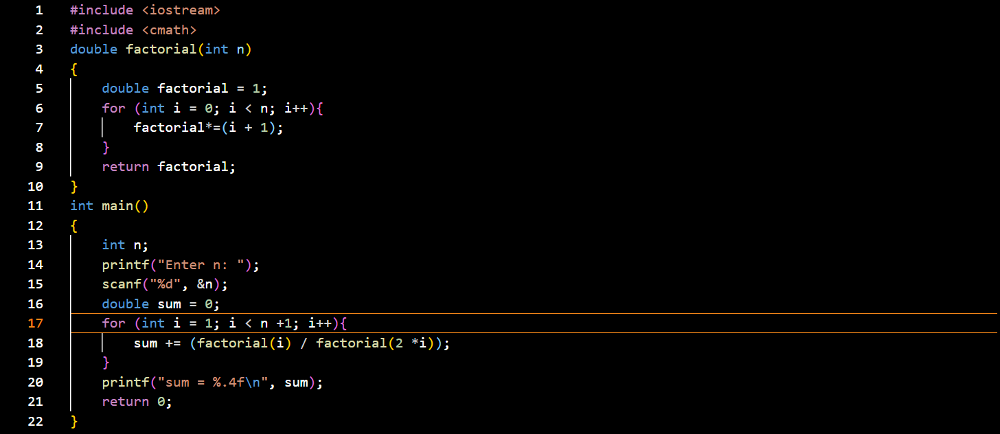 1 #include <iostream>
2 #include <cmath>
3 double factorial(int n)
4 {
5     double factorial = 1;
6     for (int i = 0; i < n; i++){
7         factorial*=(i + 1);
8     }
9     return factorial;
10 }
11 int main()
12 {
13     int n;
14     printf("Enter n: ");
15     scanf("%d", &n);
16     double sum = 0;
17     for (int i = 1; i < n +1; i++){
18         sum += (factorial(i) / factorial(2 *i));
19     }
20     printf("sum = %.4f\n", sum);
21     return 0;
22 }